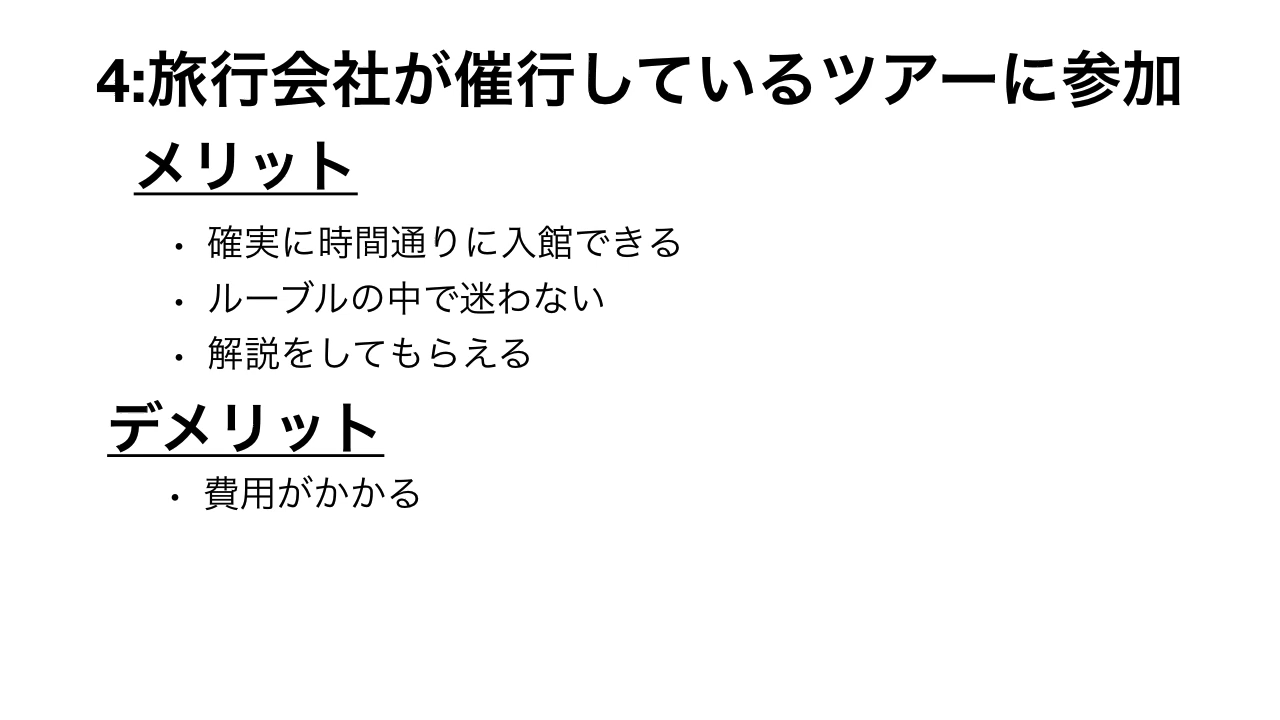 4:旅行会社が催行しているツアーに参加
メリット
・ 確実に時間通りに入館できる
・ ルーブルの中で迷わない
・ 解説をしてもらえる
デメリット
・ 費用がかかる